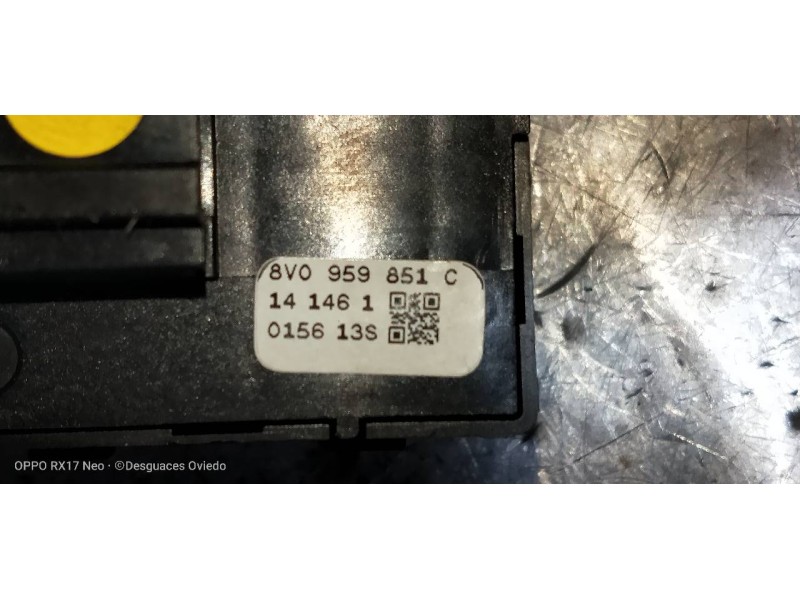 8V0 959 851 C
14 146 1
0156 13S
OPPO RX17 Neo · ©Desguaces Oviedo